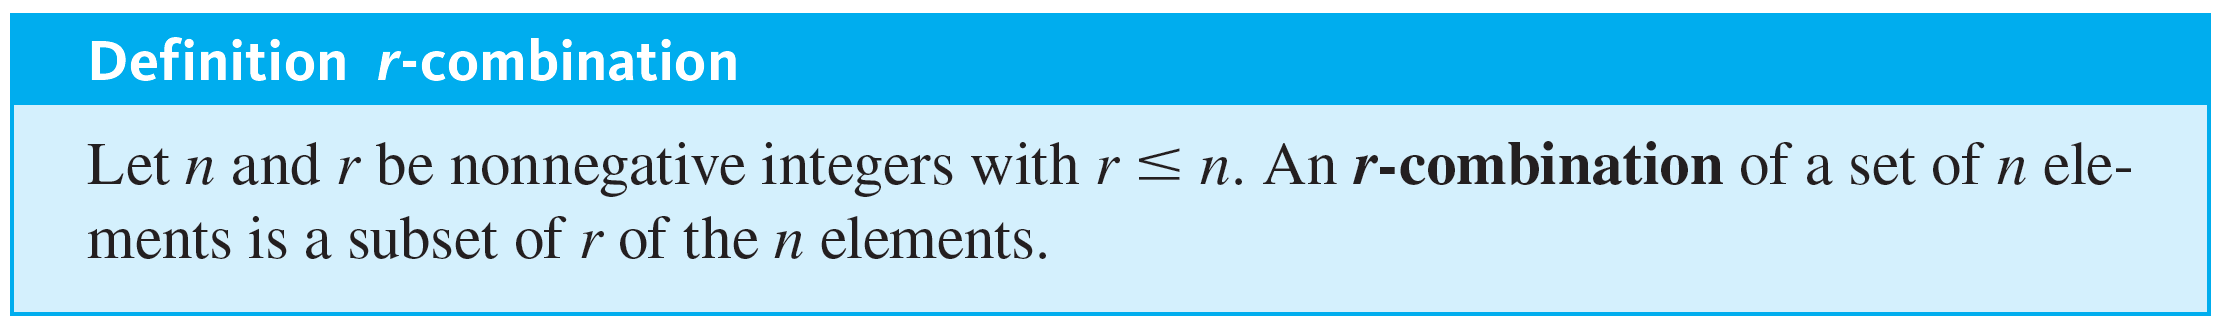 Definition r-combination
Let n and r be nonnegative integers with r ≤ n. An r-combination of a set of n ele-
ments is a subset of r of the n elements.